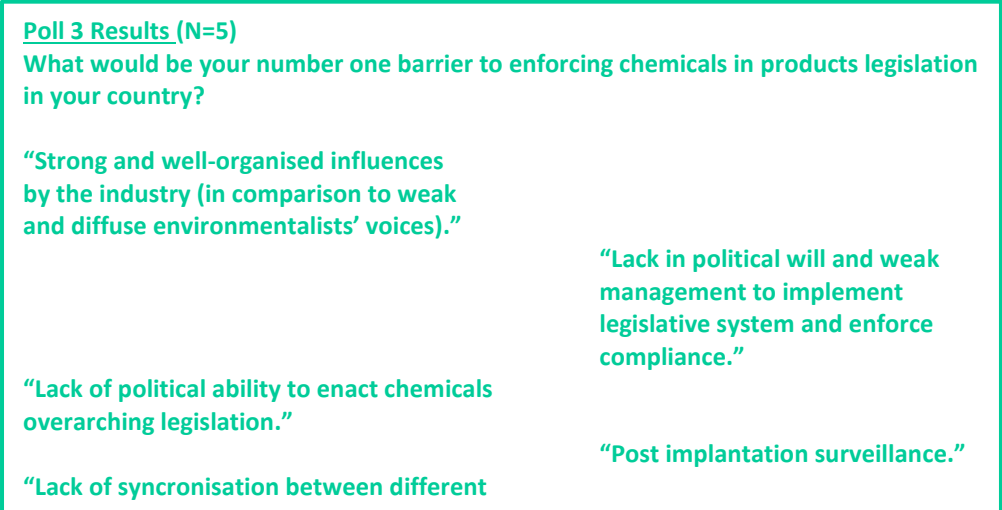 Poll 3 Results (N=5)
What would be your number one barrier to enforcing chemicals in products legislation
in your country?
“Strong and well-organised influences
by the industry (in comparison to weak
and diffuse environmentalists’ voices).”
“Lack in political will and weak
management to implement
legislative system and enforce
compliance.”
“Lack of political ability to enact chemicals
overarching legislation.”
“Post implantation surveillance.”
“Lack of syncronisation between different